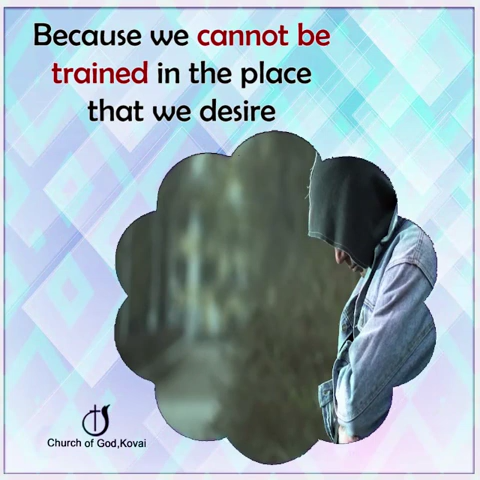 Because we cannot be
trained in the place
that we desire
Church of God,Kovai